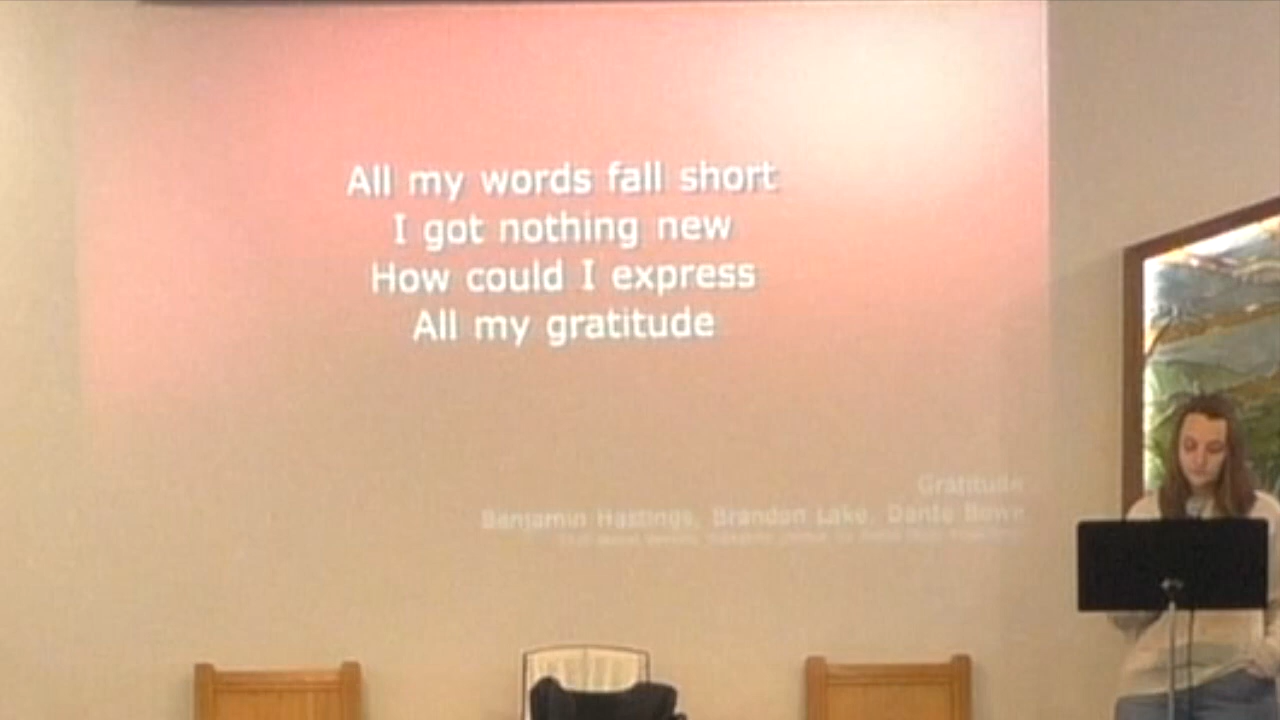 All my words fall short
I got nothing new
How could I express
All my gratitude
Gratitude
Benjamin Hastings, Brandon Lake, Dante Bowe